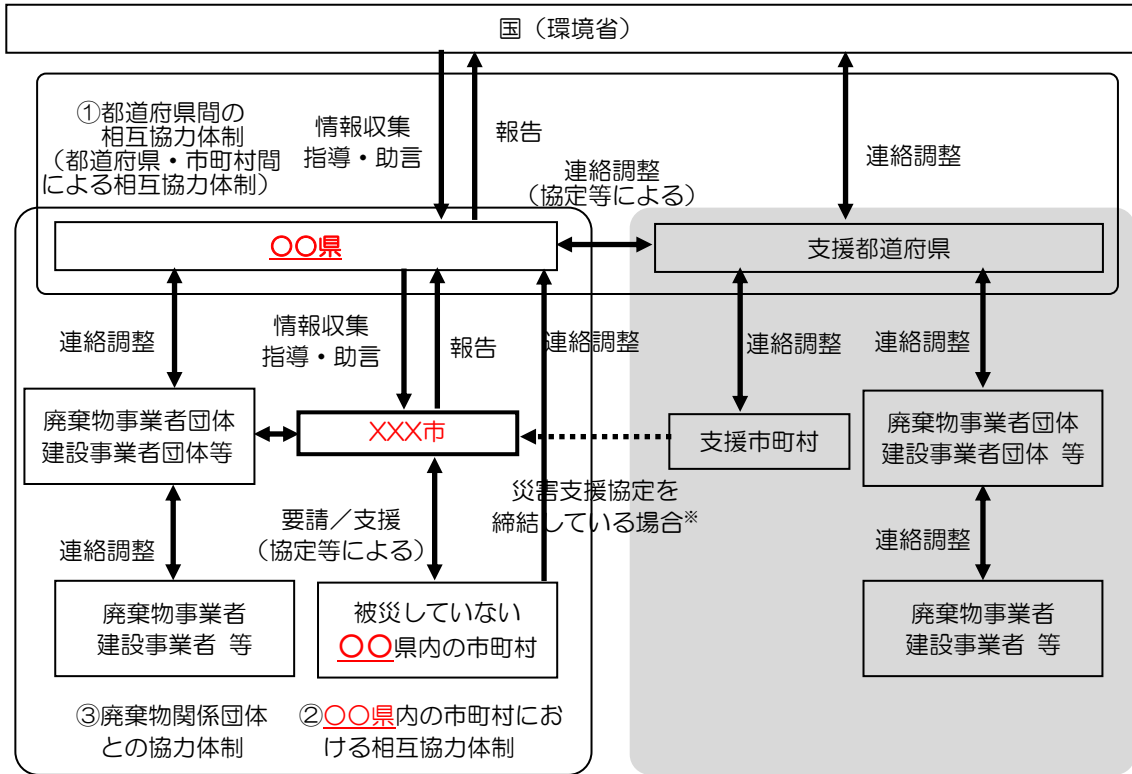 国（環境省）
①都道府県間の
相互協力体制
（都道府県・市町村間
による相互協力体制）
情報収集
指導・助言
報告
連絡調整
（協定等による）
連絡調整
〇〇県
支援都道府県
連絡調整
情報収集
指導・助言
報告
連絡調整
連絡調整
連絡調整
廃棄物事業者団体
建設事業者団体等
XXX市
支援市町村
廃棄物事業者団体
建設事業者団体 等
災害支援協定を
締結している場合※
連絡調整
要請／支援
（協定等による）
連絡調整
廃棄物事業者
建設事業者 等
被災していない
〇〇県内の市町村
廃棄物事業者
建設事業者 等
③廃棄物関係団体
との協力体制
②〇〇県内の市町村にお
ける相互協力体制